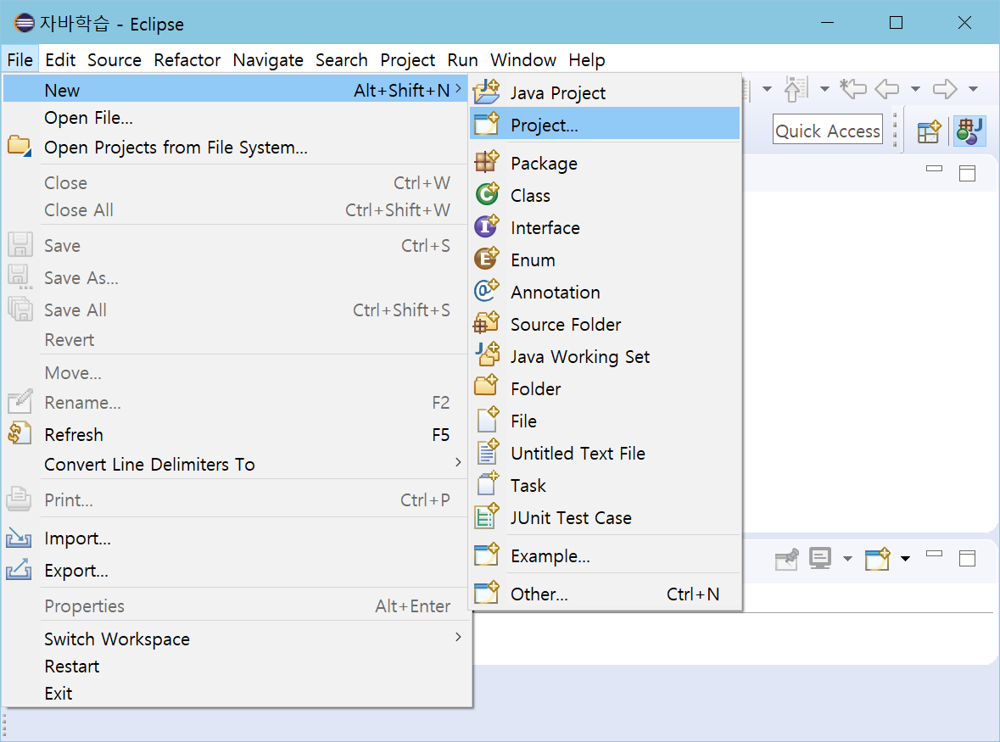 자바학습 - Eclipse
File Edit Source Refactor Navigate Search Project Run Window Help
New Alt+Shift+N
Open File...
Open Projects from File System...
Close Ctrl+W
Close All Ctrl+Shift+W
Save Ctrl+S
Save As...
Save All Ctrl+Shift+S
Revert
Move...
Rename... F2
Refresh F5
Convert Line Delimiters To
Print... Ctrl+P
Import...
Export...
Properties Alt+Enter
Switch Workspace
Restart
Exit
Java Project
Project...
Package
Class
Interface
Enum
Annotation
Source Folder
Java Working Set
Folder
File
Untitled Text File
Task
JUnit Test Case
Example...
Other... Ctrl+N
Quick Access